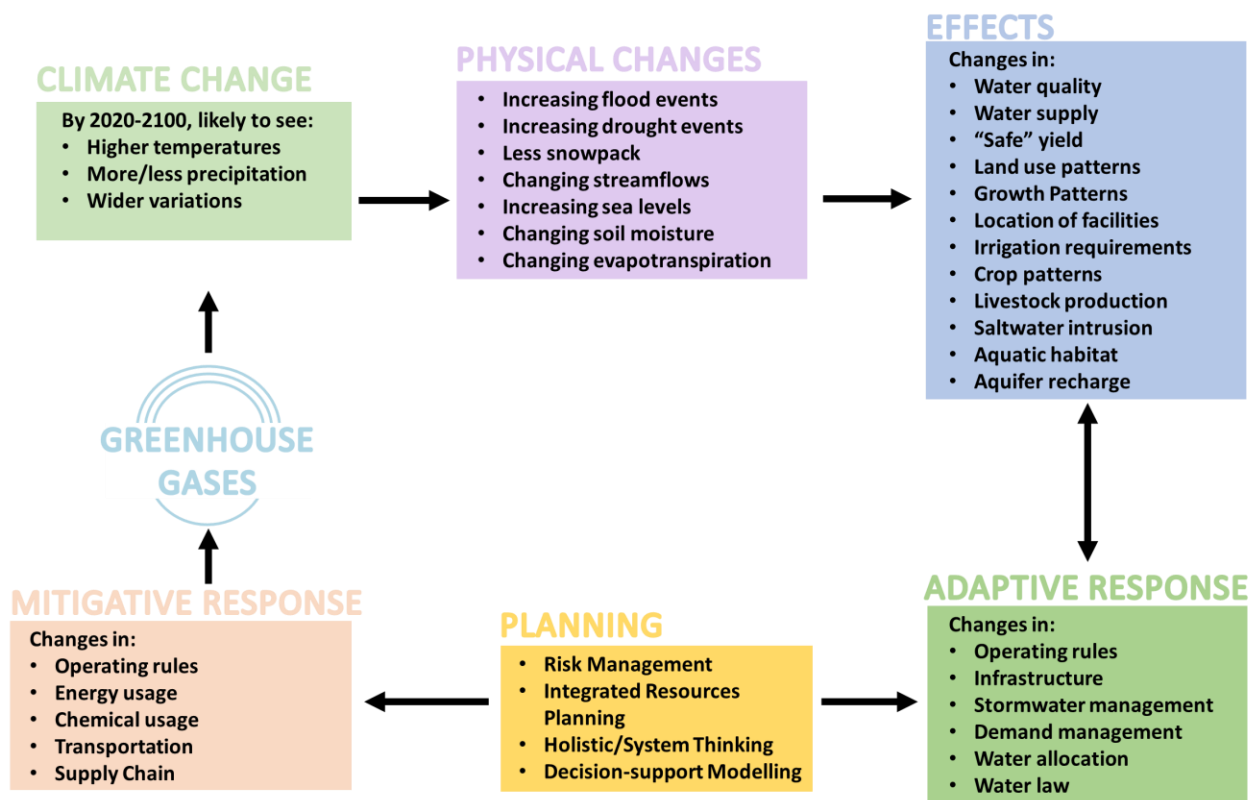 CLIMATE CHANGE
By 2020-2100, likely to see:
• Higher temperatures
• More/less precipitation
• Wider variations
PHYSICAL CHANGES
• Increasing flood events
• Increasing drought events
• Less snowpack
• Changing streamflows
• Increasing sea levels
• Changing soil moisture
• Changing evapotranspiration
EFFECTS
Changes in:
• Water quality
• Water supply
• “Safe” yield
• Land use patterns
• Growth Patterns
• Location of facilities
• Irrigation requirements
• Crop patterns
• Livestock production
• Saltwater intrusion
• Aquatic habitat
• Aquifer recharge
GREENHOUSE
GASES
MITIGATIVE RESPONSE
Changes in:
• Operating rules
• Energy usage
• Chemical usage
• Transportation
• Supply Chain
PLANNING
• Risk Management
• Integrated Resources
Planning
• Holistic/System Thinking
• Decision-support Modelling
ADAPTIVE RESPONSE
Changes in:
• Operating rules
• Infrastructure
• Stormwater management
• Demand management
• Water allocation
• Water law